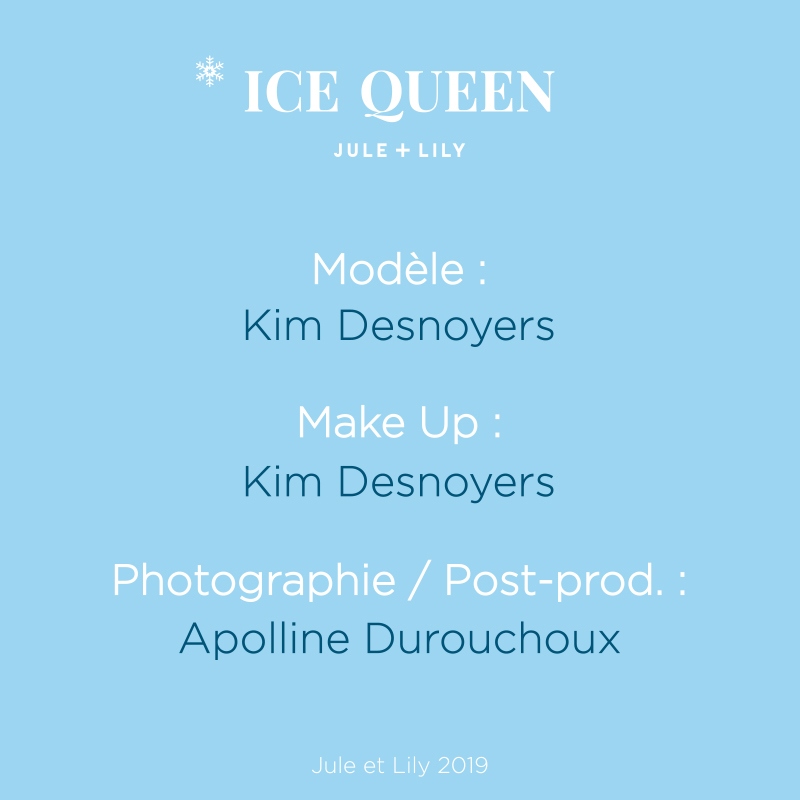 ICE QUEEN
JULE + LILY
Modèle :
Kim Desnoyers
Make Up :
Kim Desnoyers
Photographie / Post-prod. :
Apolline Durouchoux
Jule et Lily 2019